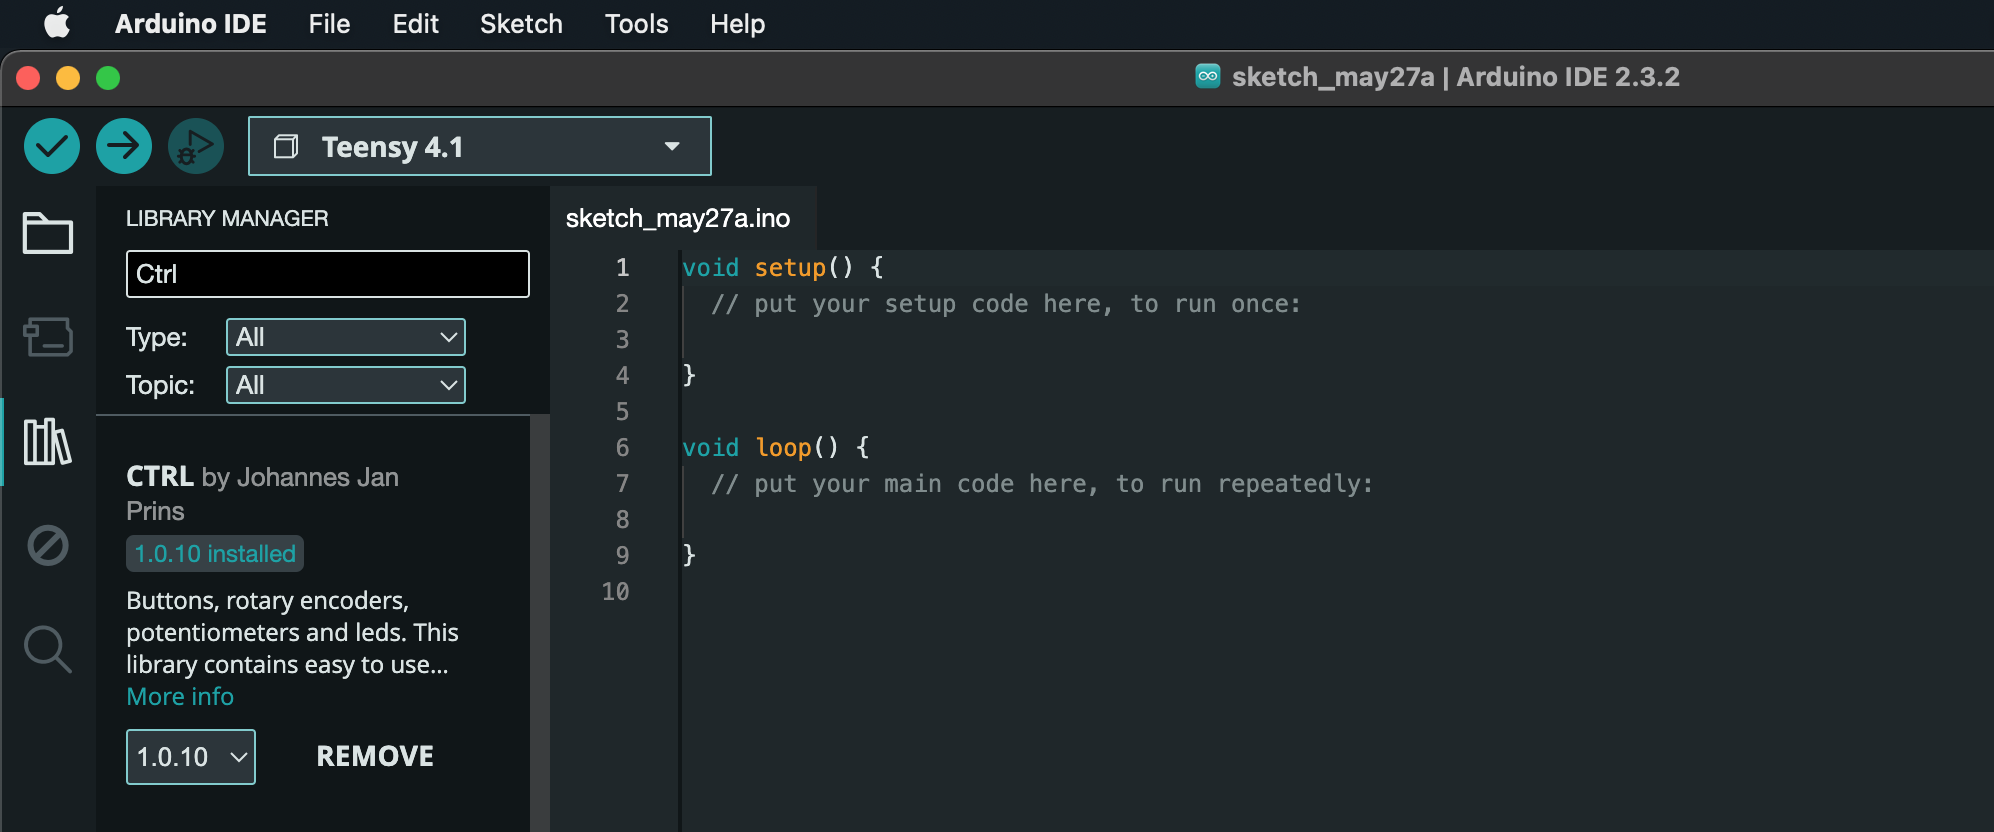 Arduino IDE File Edit Sketch Tools Help
sketch_may27a | Arduino IDE 2.3.2
Teensy 4.1
LIBRARY MANAGER
Ctrl
Type: All
Topic: All
CTRL by Johannes Jan
Prins
1.0.10 installed
Buttons, rotary encoders,
potentiometers and leds. This
library contains easy to use...
More info
1.0.10 REMOVE
sketch_may27a.ino
1 void setup() {
2 // put your setup code here, to run once:
3
4 }
5
6 void loop() {
7 // put your main code here, to run repeatedly:
8
9 }
10